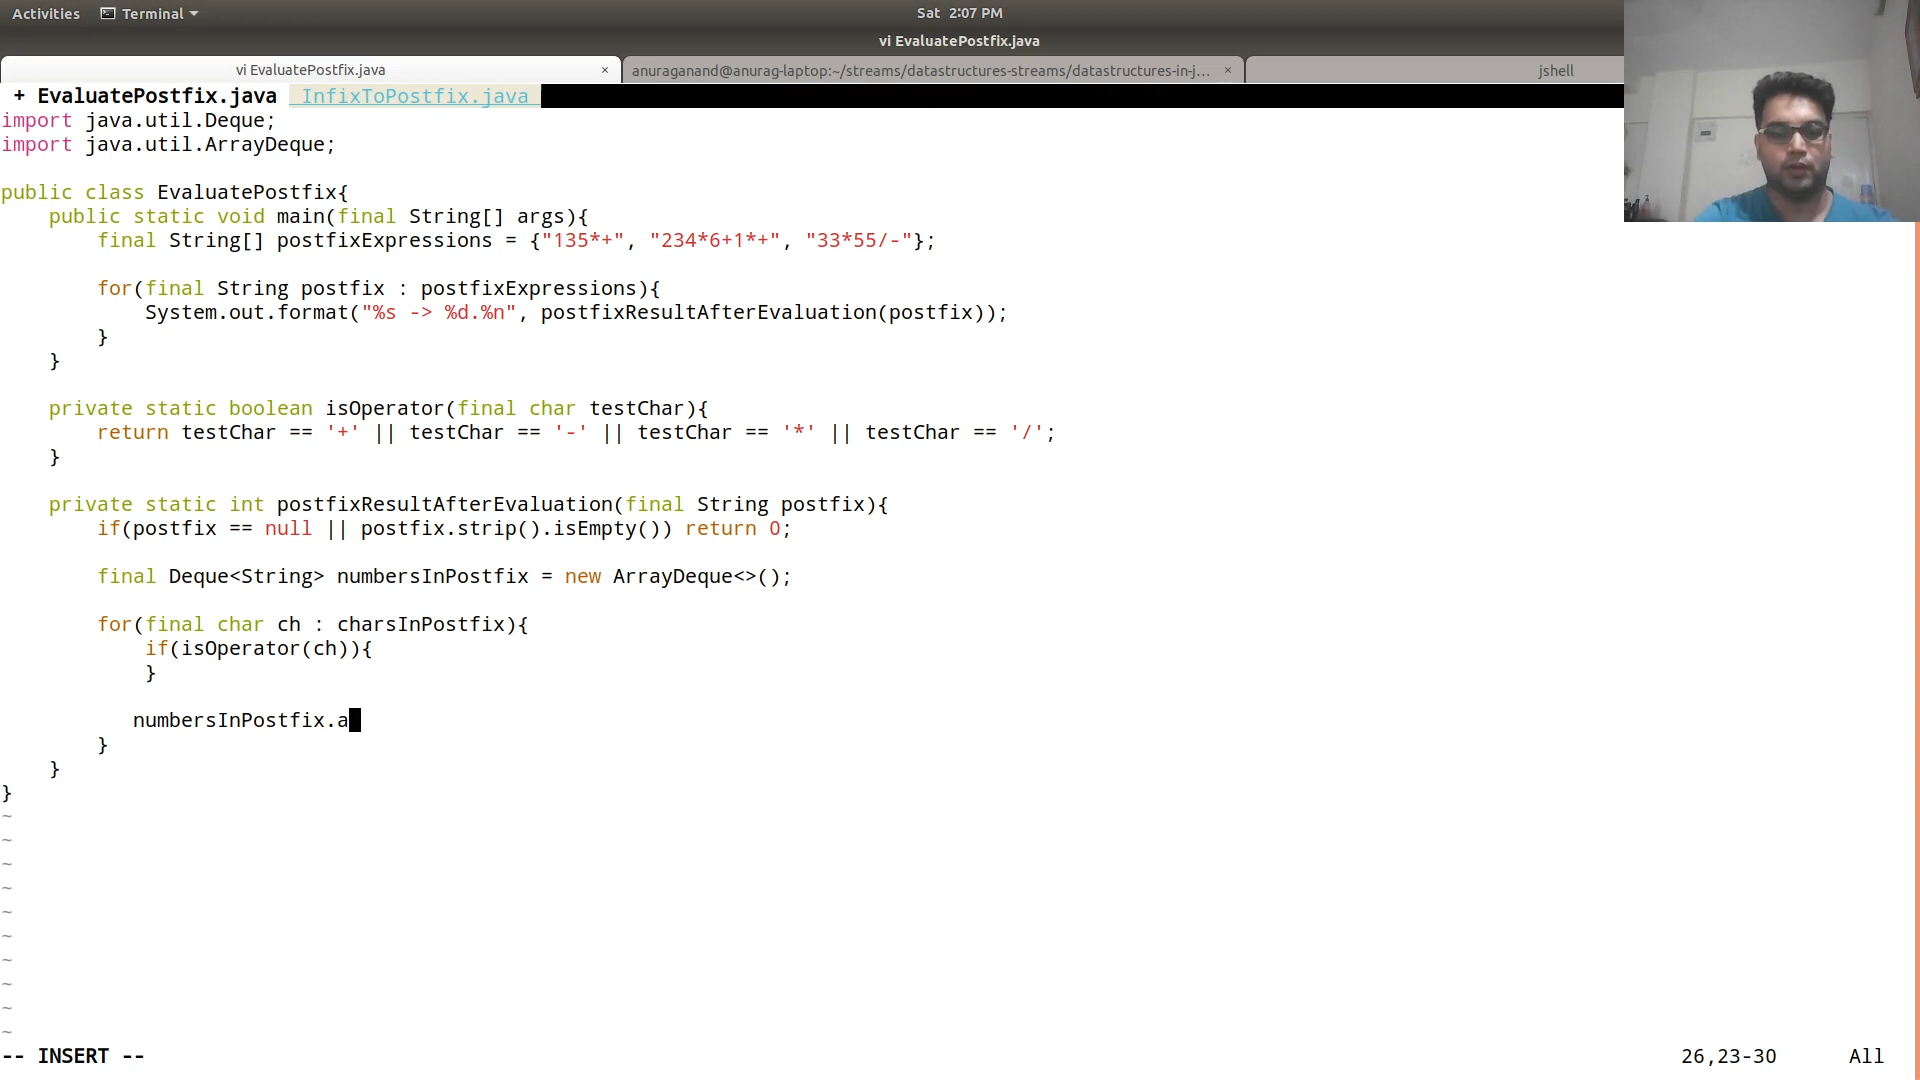 Activities Terminal Sat 2:07 PM
vi EvaluatePostfix.java
vi EvaluatePostfix.java × anuraganand@anurag-laptop:~/streams/datastructures-streams/datastructures-in-j... × jshell
+ EvaluatePostfix.java InfixToPostfix.java
import java.util.Deque;
import java.util.ArrayDeque;
public class EvaluatePostfix{
public static void main(final String[] args){
final String[] postfixExpressions = {"135*+", "234*6+1*+", "33*55/-"};
for(final String postfix : postfixExpressions){
System.out.format("%s -> %d.%n", postfixResultAfterEvaluation(postfix));
}
}
private static boolean isOperator(final char testChar){
return testChar == '+' || testChar == '-' || testChar == '*' || testChar == '/';
}
private static int postfixResultAfterEvaluation(final String postfix){
if(postfix == null || postfix.strip().isEmpty()) return 0;
final Deque<String> numbersInPostfix = new ArrayDeque<>();
for(final char ch : charsInPostfix){
if(isOperator(ch)){
}
numbersInPostfix.a
}
}
}
~
~
~
~
~
~
~
~
~
~
-- INSERT -- 26,23-30 All